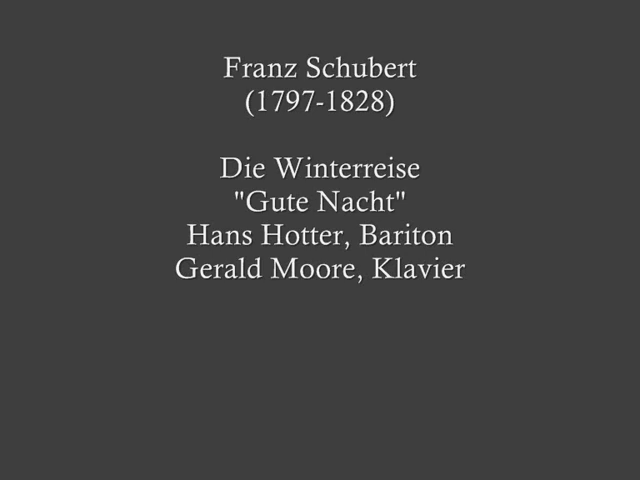 Franz Schubert
(1797-1828)
Die Winterreise
"Gute Nacht"
Hans Hotter, Bariton
Gerald Moore, Klavier